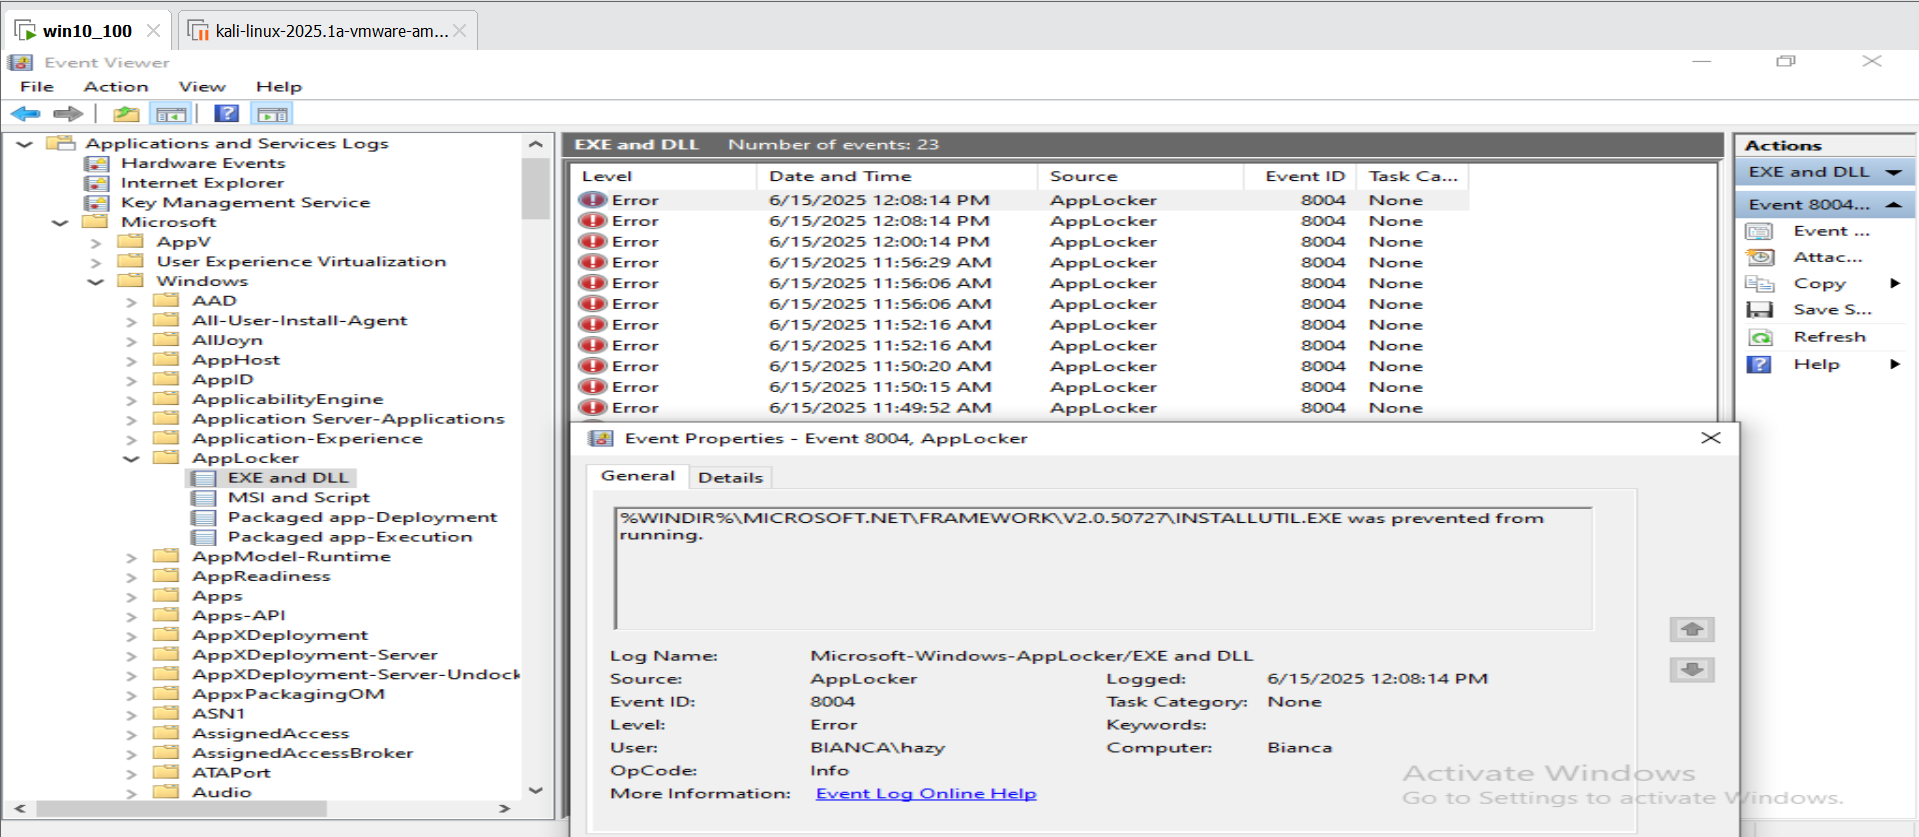 win10_100
kali-linux-2025.1a-vmware-am...
Event Viewer
File Action View Help
Applications and Services Logs
Hardware Events
Internet Explorer
Key Management Service
Microsoft
AppV
User Experience Virtualization
Windows
AAD
All-User-Install-Agent
AllJoyn
AppHost
AppID
ApplicabilityEngine
Application Server-Applications
Application-Experience
AppLocker
EXE and DLL
MSI and Script
Packaged app-Deployment
Packaged app-Execution
AppModel-Runtime
AppReadiness
Apps
Apps-API
AppXDeployment
AppXDeployment-Server
AppXDeployment-Server-Undock
AppxPackagingOM
ASN1
AssignedAccess
AssignedAccessBroker
ATAPort
Audio
EXE and DLL Number of events: 23
Level Date and Time Source Event ID Task Ca...
Error 6/15/2025 12:08:14 PM AppLocker 8004 None
Error 6/15/2025 12:08:14 PM AppLocker 8004 None
Error 6/15/2025 12:00:14 PM AppLocker 8004 None
Error 6/15/2025 11:56:29 AM AppLocker 8004 None
Error 6/15/2025 11:56:06 AM AppLocker 8004 None
Error 6/15/2025 11:56:06 AM AppLocker 8004 None
Error 6/15/2025 11:52:16 AM AppLocker 8004 None
Error 6/15/2025 11:52:16 AM AppLocker 8004 None
Error 6/15/2025 11:50:20 AM AppLocker 8004 None
Error 6/15/2025 11:50:15 AM AppLocker 8004 None
Error 6/15/2025 11:49:52 AM AppLocker 8004 None
Event Properties - Event 8004, AppLocker
General Details
%WINDIR%\MICROSOFT.NET\FRAMEWORK\V2.0.50727\INSTALLUTIL.EXE was prevented from
running.
Log Name: Microsoft-Windows-AppLocker/EXE and DLL
Source: AppLocker Logged: 6/15/2025 12:08:14 PM
Event ID: 8004 Task Category: None
Level: Error Keywords:
User: BIANCA\hazy Computer: Bianca
OpCode: Info
More Information: Event Log Online Help
Actions
EXE and DLL
Event 8004...
Event ...
Attac...
Copy
Save S...
Refresh
Help
Activate Windows
Go to Settings to activate Windows.